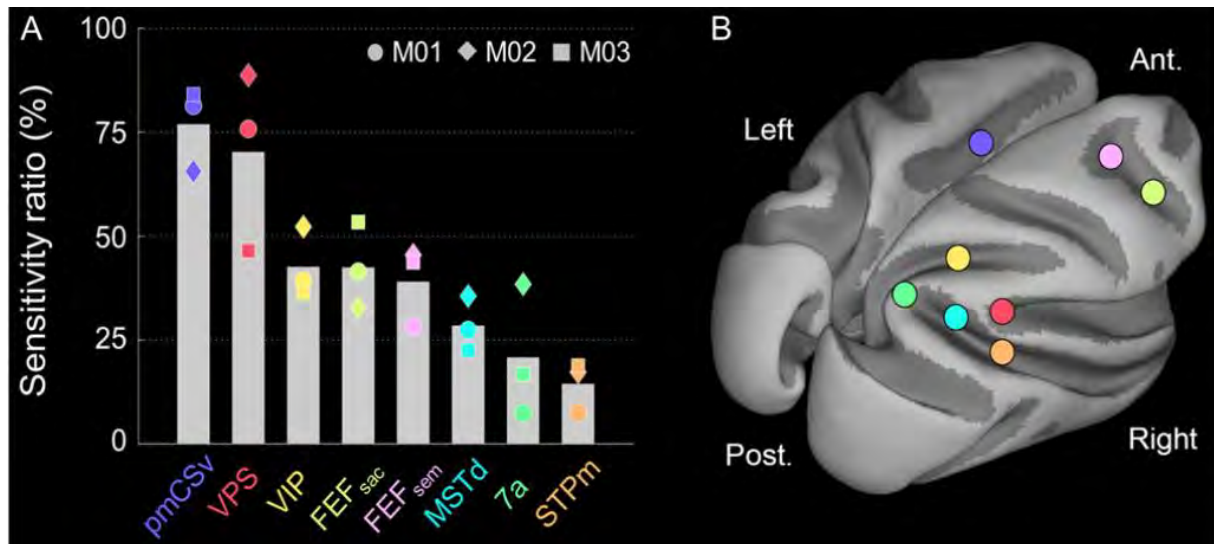 A
B
100
75
50
25
0
Sensitivity ratio (%)
M01 M02 M03
pmCSv
VPS
VIP
FEF sac
FEF sem
MSTd
7a
STPm
Left
Ant.
Post.
Right